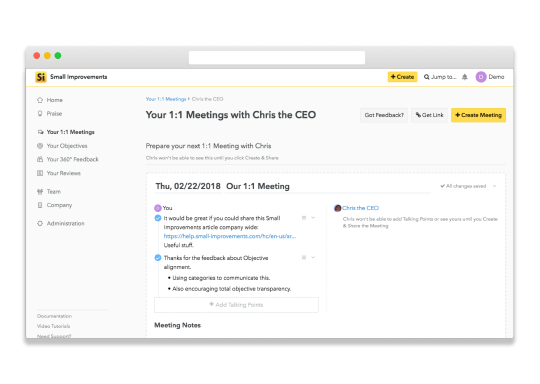 Si Small Improvements
+ Create Jump to... D Demo
Home
Praise
Your 1:1 Meetings
Your Objectives
Your 360° Feedback
Your Reviews
Team
Company
Administration
Documentation
Video Tutorials
Need Support?
Your 1:1 Meetings › Chris the CEO
Your 1:1 Meetings with Chris the CEO
Got Feedback? Get Link + Create Meeting
Prepare your next 1:1 Meeting with Chris
Chris won't be able to see this until you click Create & Share
Thu, 02/22/2018 Our 1:1 Meeting
All changes saved
You
It would be great if you could share this Small
Improvements article company wide:
https://help.small-improvements.com/hc/en-us/ar...
Useful stuff.
Thanks for the feedback about Objective
alignment.
• Using categories to communicate this.
• Also encouraging total objective transparency.
+ Add Talking Points
Chris the CEO
Chris won't be able to add Talking Points or see yours until you Create
& Share the Meeting
Meeting Notes